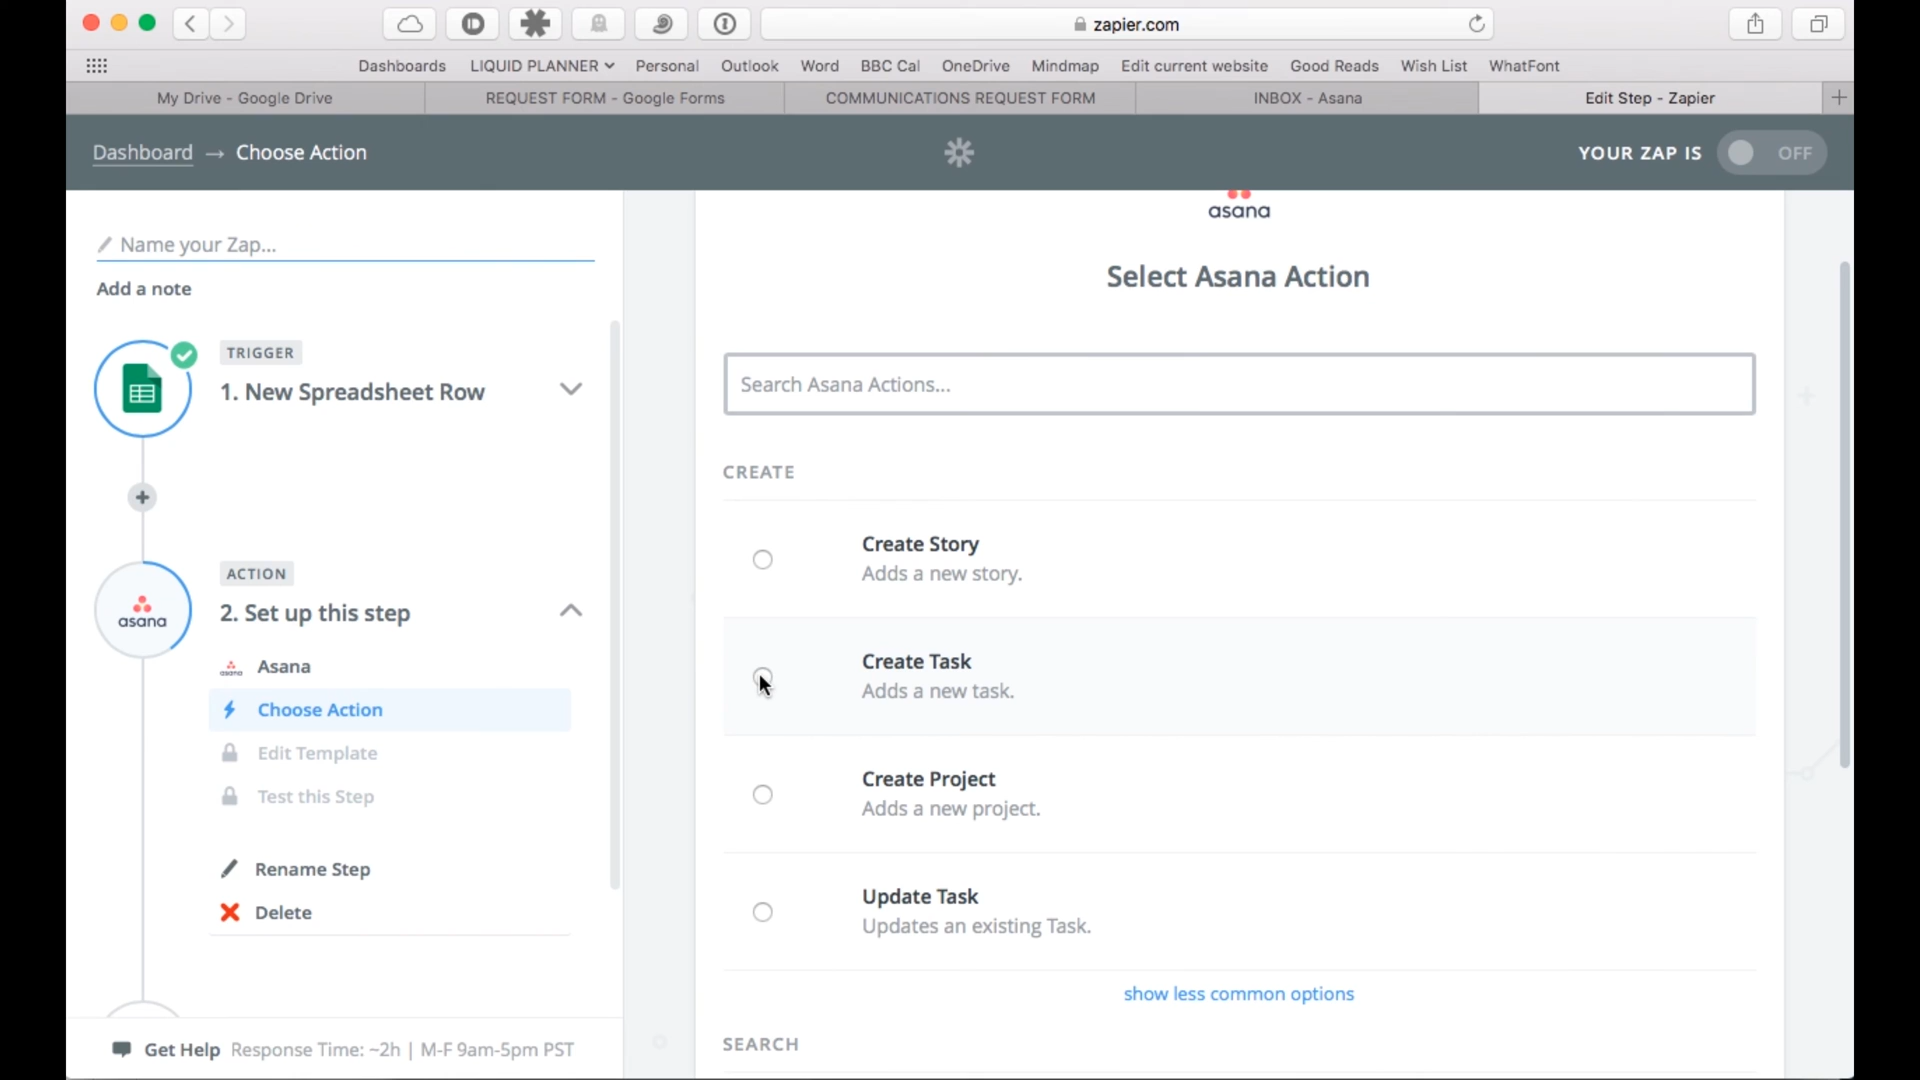 zapier.com
Dashboards LIQUID PLANNER Personal Outlook Word BBC Cal OneDrive Mindmap Edit current website Good Reads Wish List WhatFont
My Drive - Google Drive REQUEST FORM - Google Forms COMMUNICATIONS REQUEST FORM INBOX - Asana Edit Step - Zapier
Dashboard → Choose Action YOUR ZAP IS OFF
Name your Zap...
Add a note
TRIGGER
1. New Spreadsheet Row
ACTION
asana
2. Set up this step
asana Asana
Choose Action
Edit Template
Test this Step
Rename Step
Delete
Get Help Response Time: ~2h | M-F 9am-5pm PST
asana
Select Asana Action
Search Asana Actions...
CREATE
Create Story
Adds a new story.
Create Task
Adds a new task.
Create Project
Adds a new project.
Update Task
Updates an existing Task.
show less common options
SEARCH